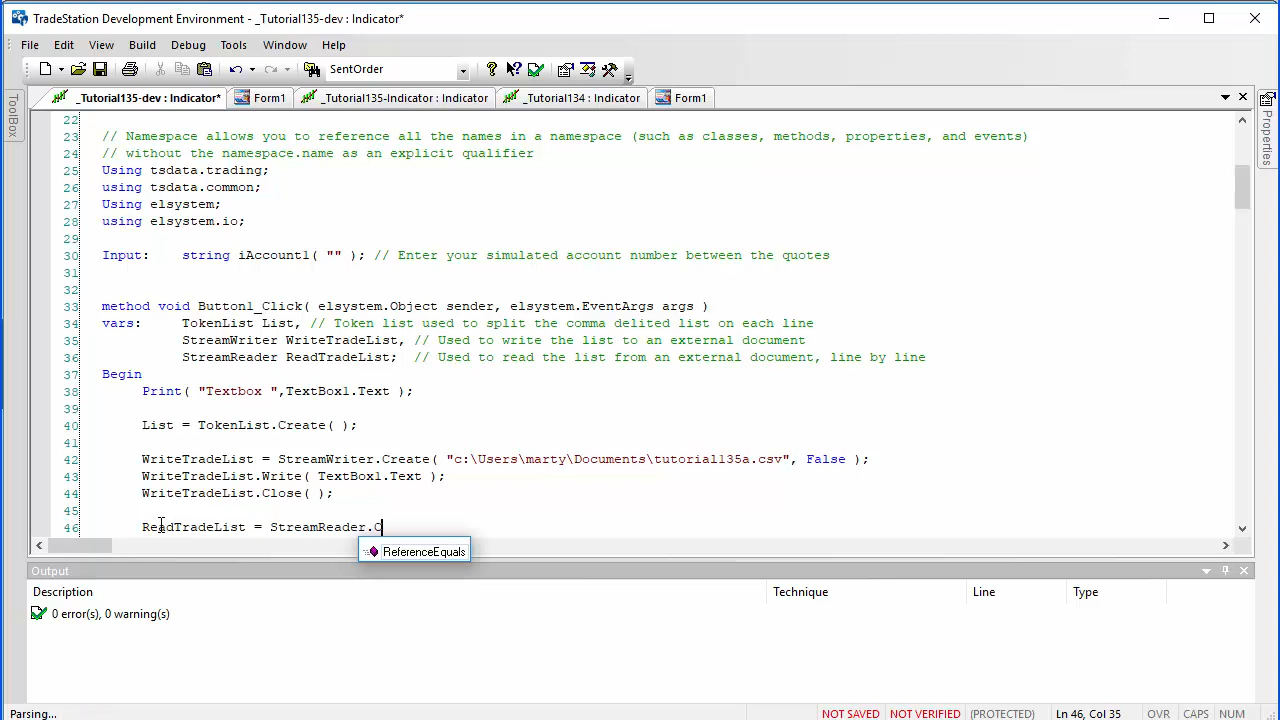 TradeStation Development Environment - _Tutorial135-dev : Indicator*
File Edit View Build Debug Tools Window Help
SentOrder
_Tutorial135-dev : Indicator* Form1 _Tutorial135-Indicator : Indicator _Tutorial134 : Indicator Form1
ToolBox
Properties
22
23 // Namespace allows you to reference all the names in a namespace (such as classes, methods, properties, and events)
24 // without the namespace.name as an explicit qualifier
25 Using tsdata.trading;
26 using tsdata.common;
27 Using elsystem;
28 using elsystem.io;
29
30 Input: string iAccount1( "" ); // Enter your simulated account number between the quotes
31
32
33 method void Button1_Click( elsystem.Object sender, elsystem.EventArgs args )
34 vars: TokenList List, // Token list used to split the comma delited list on each line
35 StreamWriter WriteTradeList, // Used to write the list to an external document
36 StreamReader ReadTradeList; // Used to read the list from an external document, line by line
37 Begin
38 Print( "Textbox ",TextBox1.Text );
39
40 List = TokenList.Create( );
41
42 WriteTradeList = StreamWriter.Create( "c:\Users\marty\Documents\tutorial135a.csv", False );
43 WriteTradeList.Write( TextBox1.Text );
44 WriteTradeList.Close( );
45
46 ReadTradeList = StreamReader.C
ReferenceEquals
Output
Description Technique Line Type
0 error(s), 0 warning(s)
Parsing... NOT SAVED NOT VERIFIED (PROTECTED) Ln 46, Col 35 OVR CAPS NUM